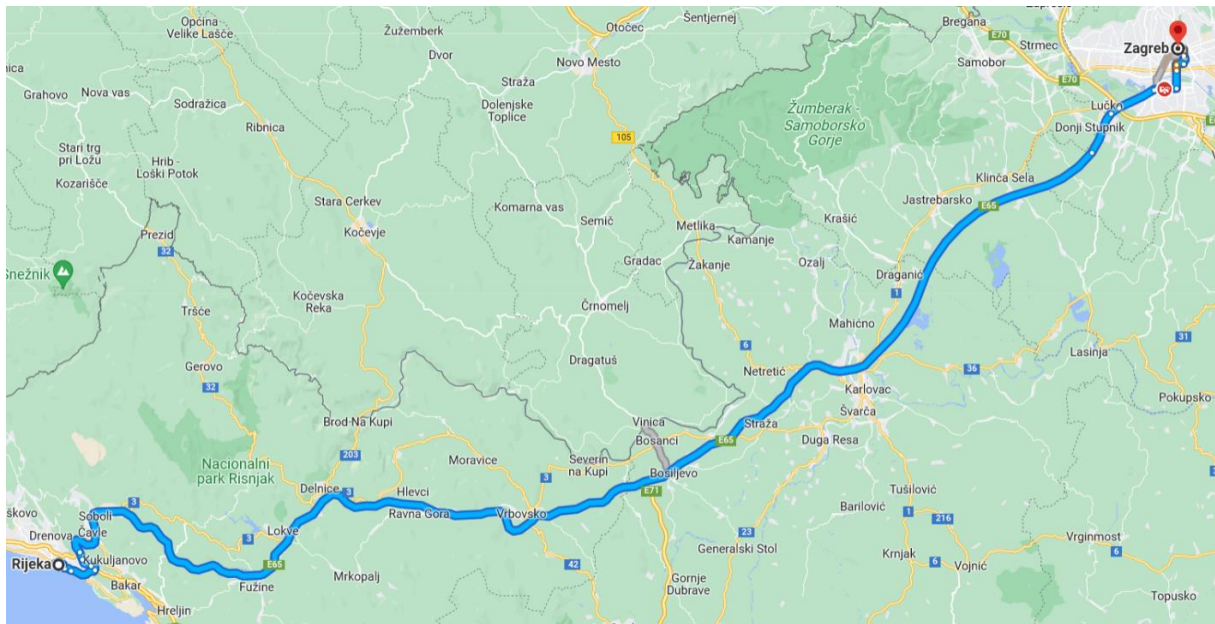 Općina
Velike Lašče
Žužemberk
Otočec
Šentjernej
Bregana
E70
Strmec
Zagreb
Samobor
E70
Dvor
Novo Mesto
Straža
Grahovo
Nova vas
Sodražica
Dolenjske
Toplice
Žumberak -
Samoborsko
Gorje
Lučko
Donji Stupnik
Ribnica
105
Stari trg
pri Ložu
Hrib -
Loški Potok
Kozarišče
Klinča Sela
Jastrebarsko
E65
Stara Cerkev
Komarna vas
Semič
Krašić
Metlika
Kamanje
Prezid
32
Kočevje
Gradac
Žakanje
Ozalj
Draganić
Snežnik
Kočevska
Reka
Črnomelj
1
Tršće
Mahično
31
6
Lasinja
Dragatuš
Gerovo
Netretić
36
32
Karlovac
Pokupsko
Brod Na Kupi
Vinica
Straža
Švarča
Bosanci
E65
Duga Resa
203
Moravice
Severin
na Kupi
3
Bosiljevo
Nacionalni
park Risnjak
Delnice
3
Hlevci
E71
Tušilović
3
Soboli
Ravna Gora
Vrbovsko
Barilović
1
216
Drenova
Čavle
Lokve
3
23
Vrginmost
Kukuljanovo
Generalski Stol
6
Rijeka
E65
42
Krnjak
6
Vojnić
Bakar
Fužine
Mrkopalj
Gornje
Dubrave
Topusko
Hreljin